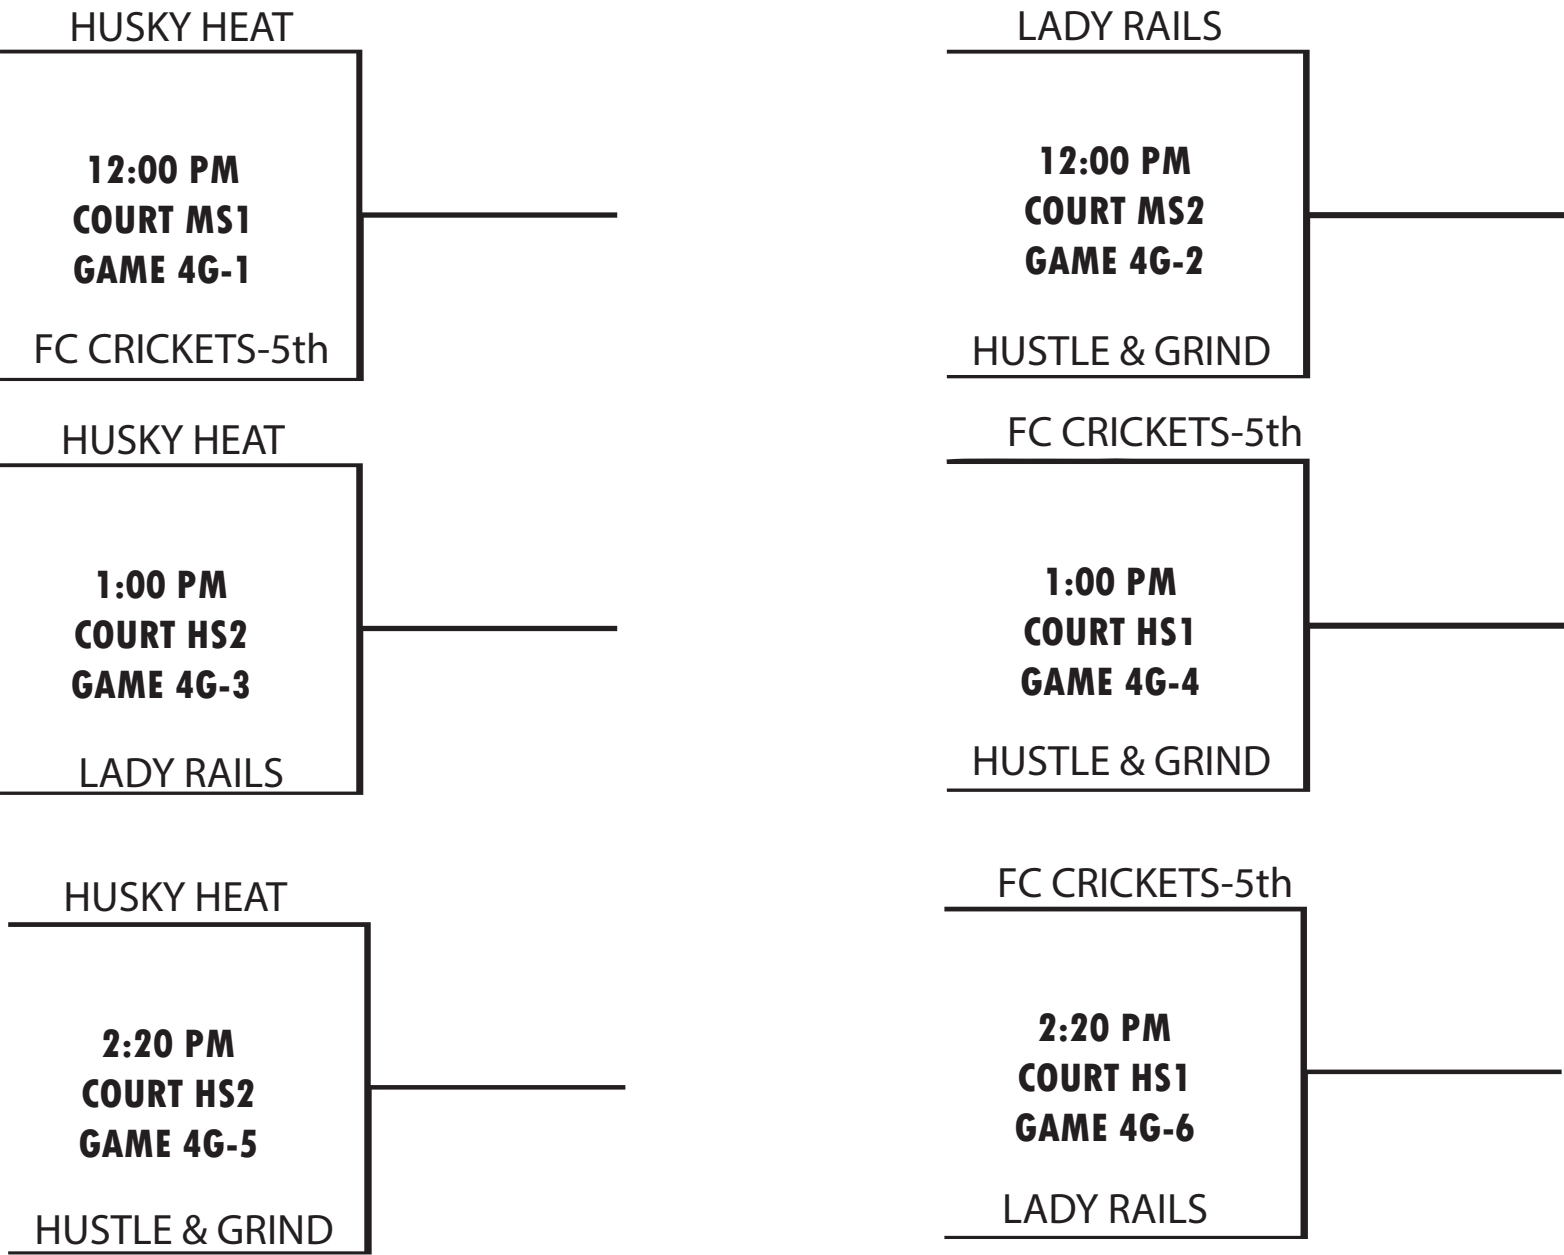 HUSKY HEAT
12:00 PM
COURT MS1
GAME 4G-1
FC CRICKETS-5th
LADY RAILS
12:00 PM
COURT MS2
GAME 4G-2
HUSTLE & GRIND
HUSKY HEAT
1:00 PM
COURT HS2
GAME 4G-3
LADY RAILS
FC CRICKETS-5th
1:00 PM
COURT HS1
GAME 4G-4
HUSTLE & GRIND
HUSKY HEAT
2:20 PM
COURT HS2
GAME 4G-5
HUSTLE & GRIND
FC CRICKETS-5th
2:20 PM
COURT HS1
GAME 4G-6
LADY RAILS